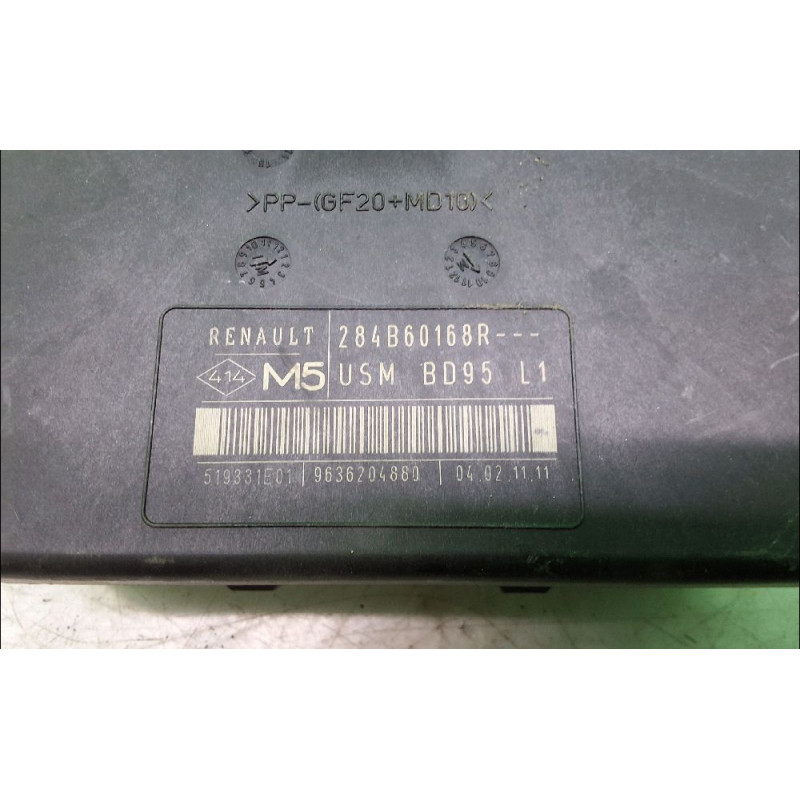 >PP-(GF20+MD10)<
RENAULT 284B60168R---
414 M5 USM BD95 L1
519331E01 9636204880 04.02.11.11